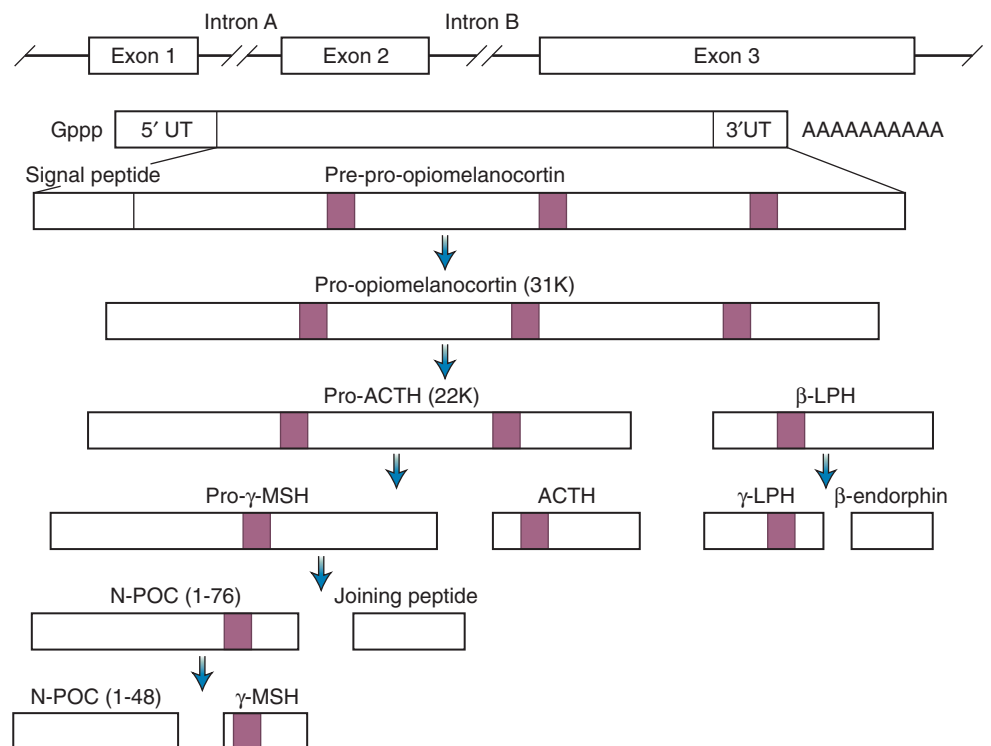 Intron A Intron B
Exon 1 Exon 2 Exon 3
Gppp 5′ UT 3′UT AAAAAAAAAA
Signal peptide Pre-pro-opiomelanocortin
Pro-opiomelanocortin (31K)
Pro-ACTH (22K) β-LPH
Pro-γ-MSH ACTH γ-LPH β-endorphin
N-POC (1-76) Joining peptide
N-POC (1-48) γ-MSH